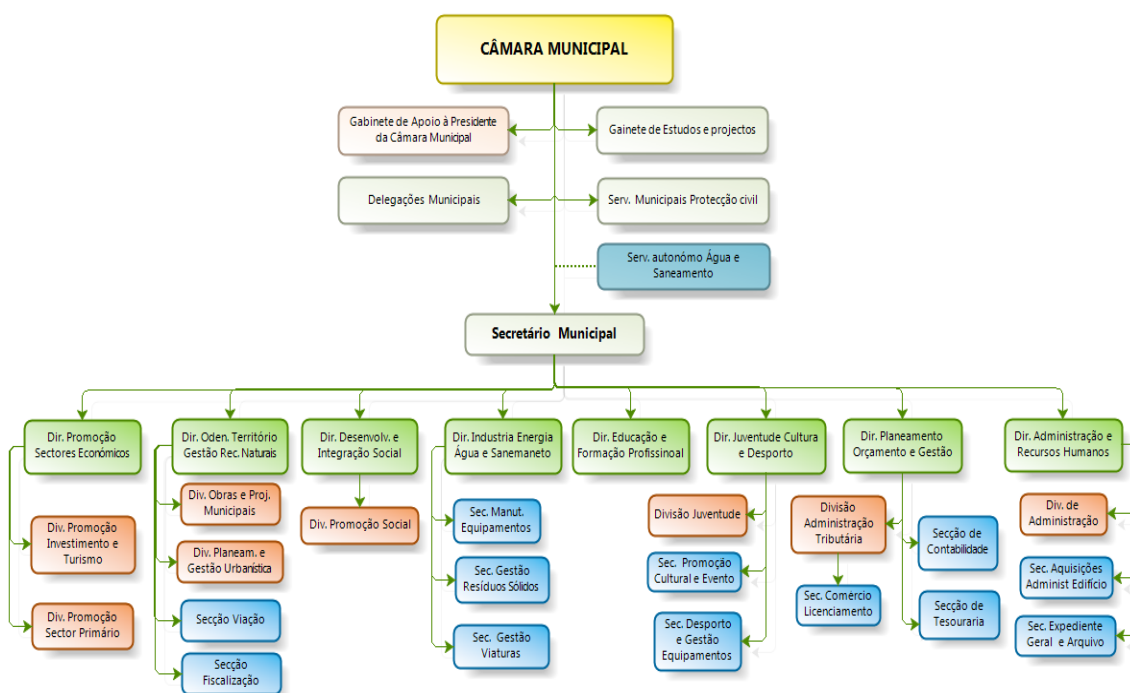 CÂMARA MUNICIPAL
Gabinete de Apoio à Presidente
da Câmara Municipal
Gainete de Estudos e projectos
Delegações Municipais
Serv. Municipais Protecção civil
Serv. autonómo Água e
Saneamento
Secretário Municipal
Dir. Promoção
Sectores Económicos
Dir. Oden. Território
Gestão Rec. Naturais
Dir. Desenvolv. e
Integração Social
Dir. Industria Energia
Água e Sanemaneto
Dir. Educação e
Formação Profissinoal
Dir. Juventude Cultura
e Desporto
Dir. Planeamento
Orçamento e Gestão
Dir. Administração e
Recursos Humanos
Div. Promoção
Investimento e
Turismo
Div. Promoção
Sector Primário
Div. Obras e Proj.
Municipais
Div. Planeam. e
Gestão Urbanística
Secção Viação
Secção
Fiscalização
Div. Promoção Social
Sec. Manut.
Equipamentos
Sec. Gestão
Resíduos Sólidos
Sec. Gestão
Viaturas
Divisão Juventude
Sec. Promoção
Cultural e Evento
Sec. Desporto
e Gestão
Equipamentos
Divisão
Administração
Tributária
Sec. Comércio
Licenciamento
Secção de
Contabilidade
Secção de
Tesouraria
Div. de
Administração
Sec. Aquisições
Administ Edifício
Sec. Expediente
Geral e Arquivo